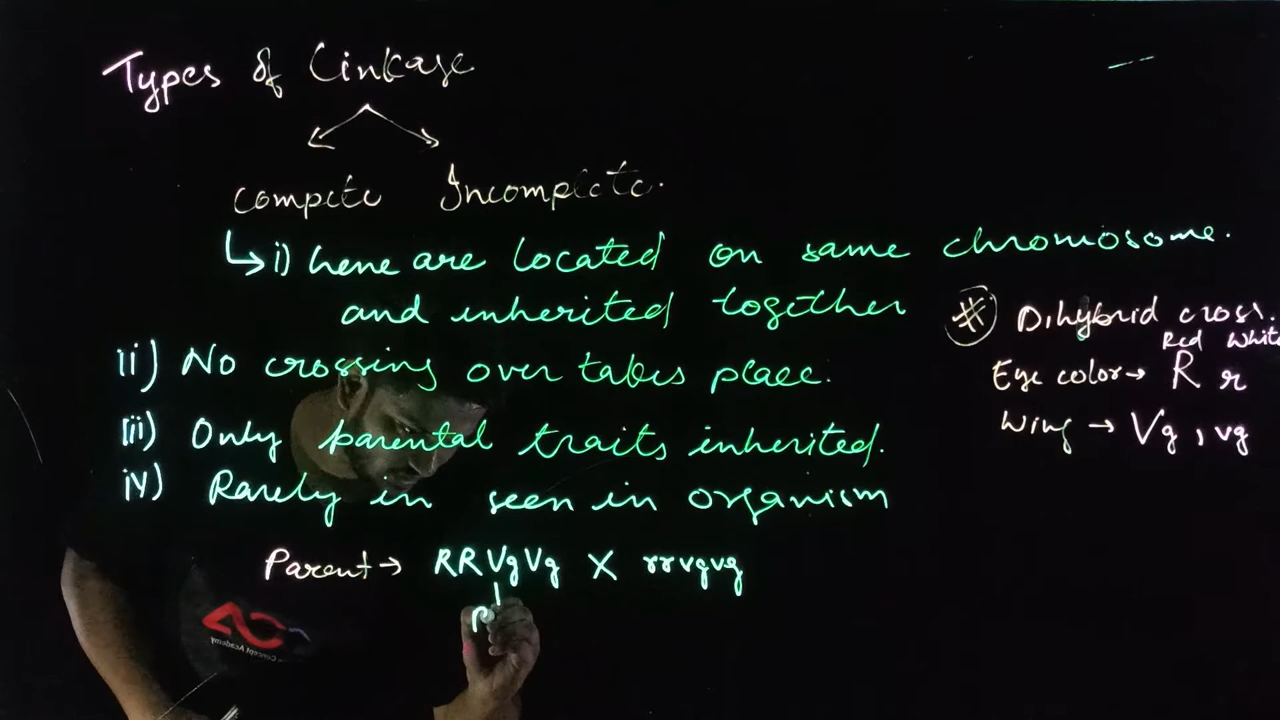 Types of Linkage
Compete Incomplete.
i) Gene are located on same chromosome.
and inherited together
ii) No crossing over takes place.
iii) Only parental traits inherited.
iv) Rarely in seen in organism
Parent → RRVgVg X rrvgvg
# Dihybrid cross.
Red White
Eye color → R r
Wing → Vg , vg